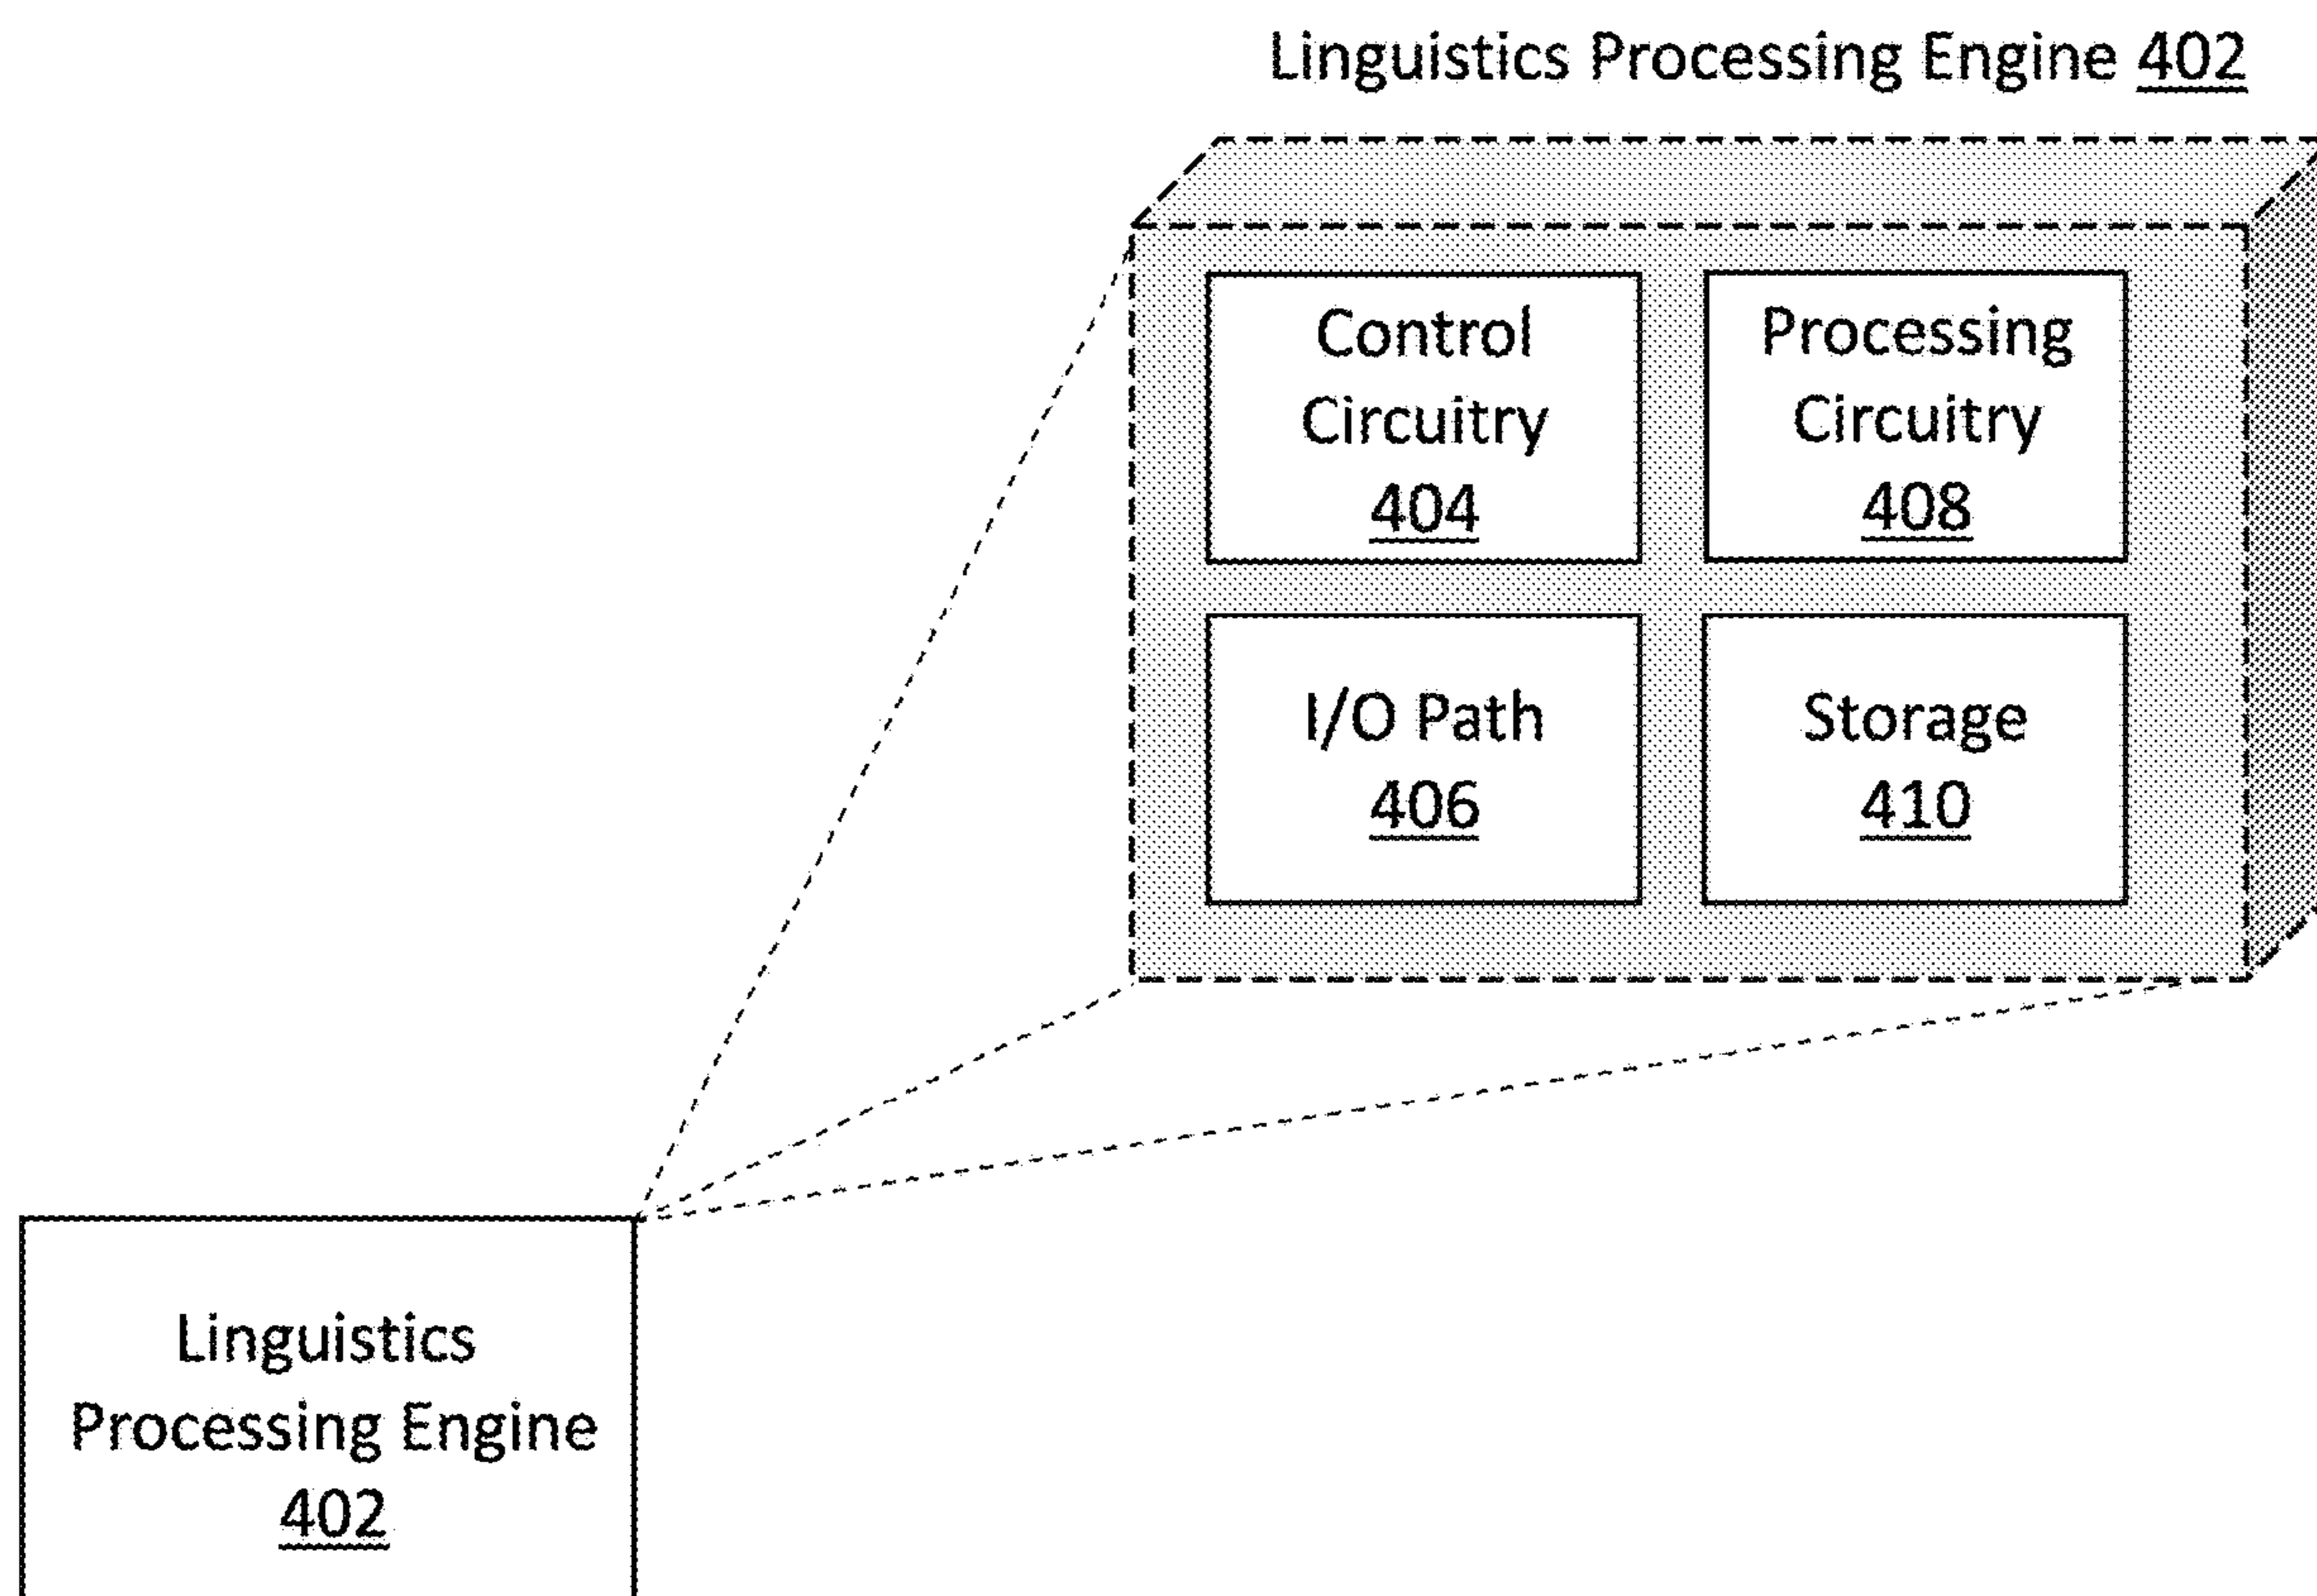 Linguistics Processing Engine 402
Control
Circuitry
404
Processing
Circuitry
408
I/O Path
406
Storage
410
Linguistics
Processing Engine
402